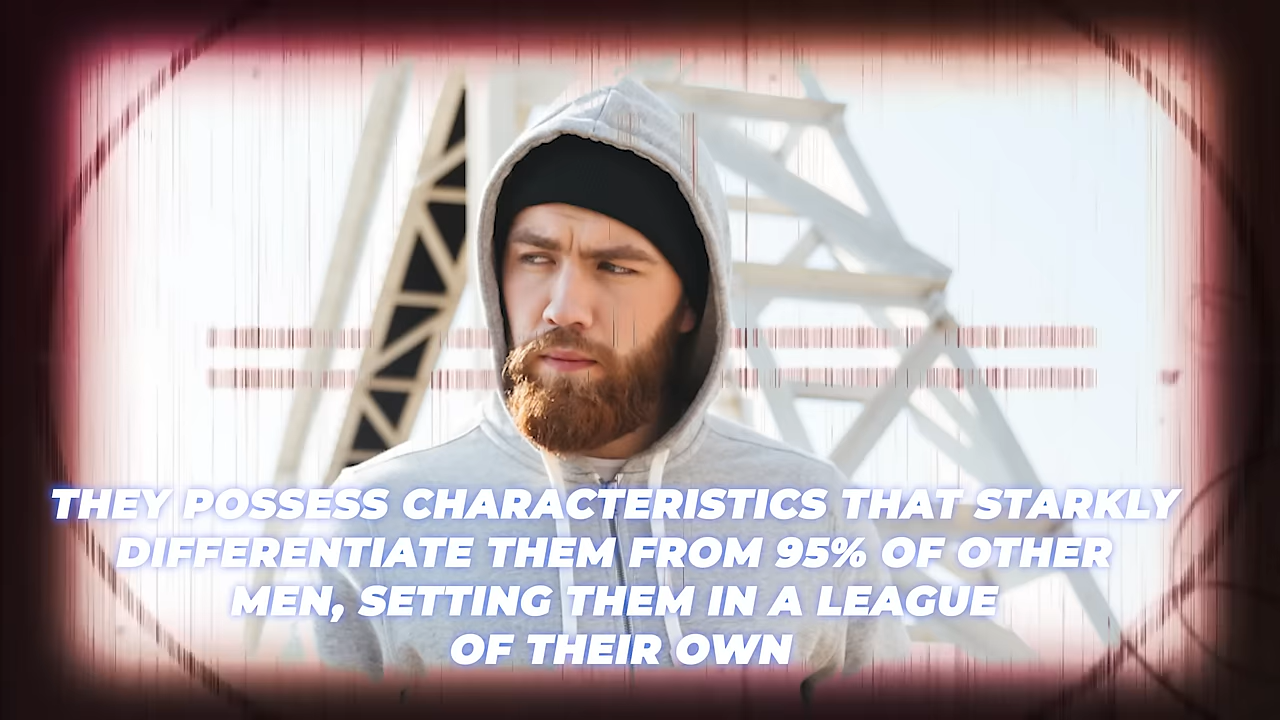 THEY POSSESS CHARACTERISTICS THAT STARKLY
DIFFERENTIATE THEM FROM 95% OF OTHER
MEN, SETTING THEM IN A LEAGUE
OF THEIR OWN